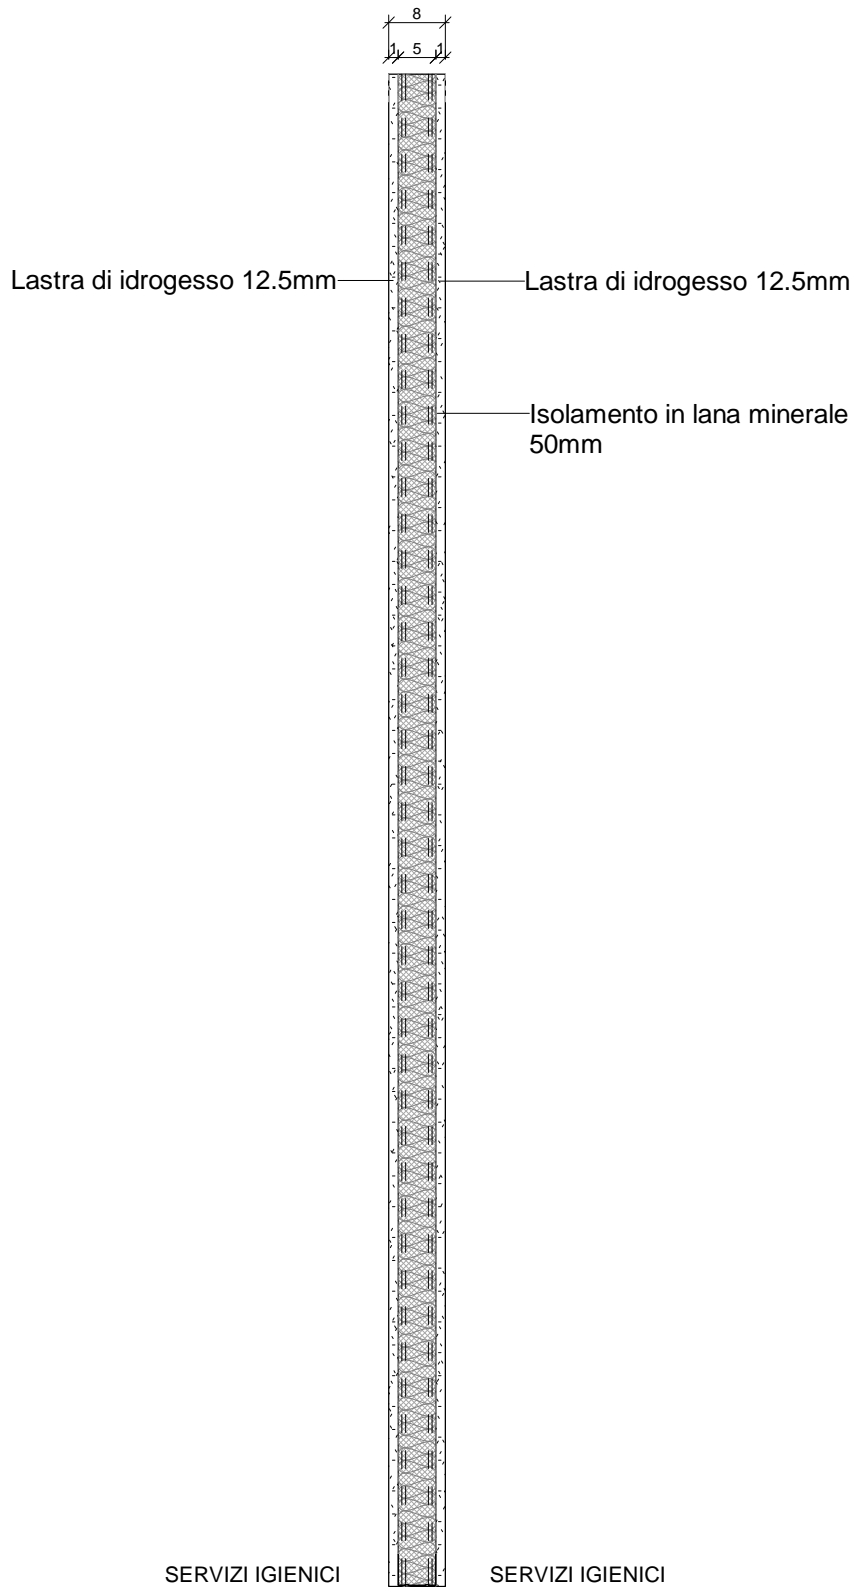 8
1 5 1
Lastra di idrogesso 12.5mm Lastra di idrogesso 12.5mm
Isolamento in lana minerale
50mm
SERVIZI IGIENICI SERVIZI IGIENICI